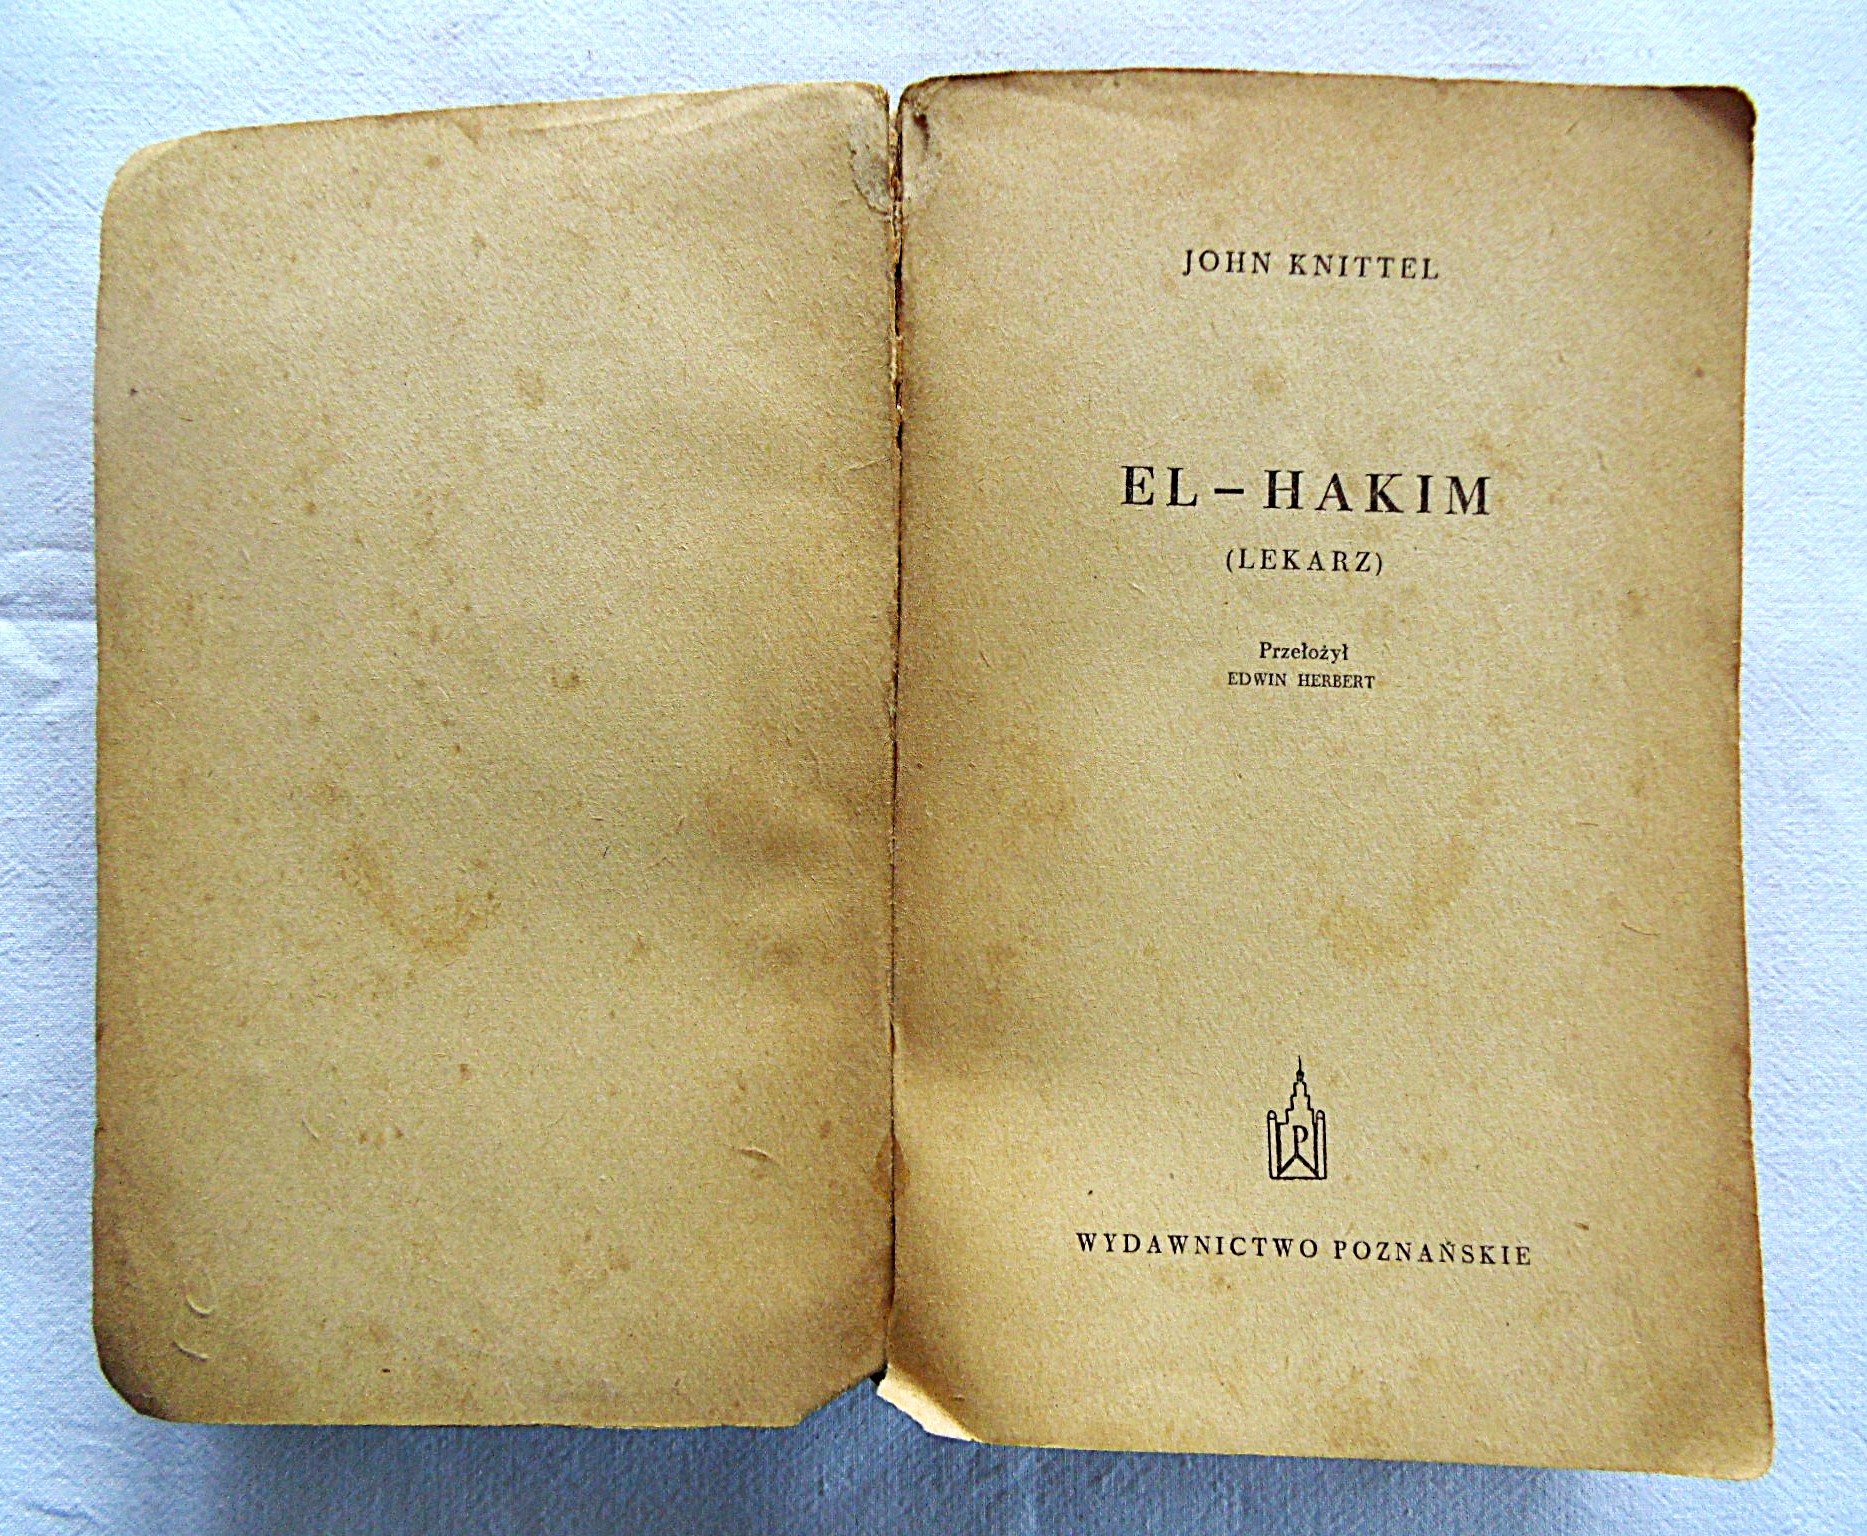 JOHN KNITTEL
EL – HAKIM
(LEKARZ)
Przełożył
EDWIN HERBERT
P
WYDAWNICTWO POZNAŃSKIE